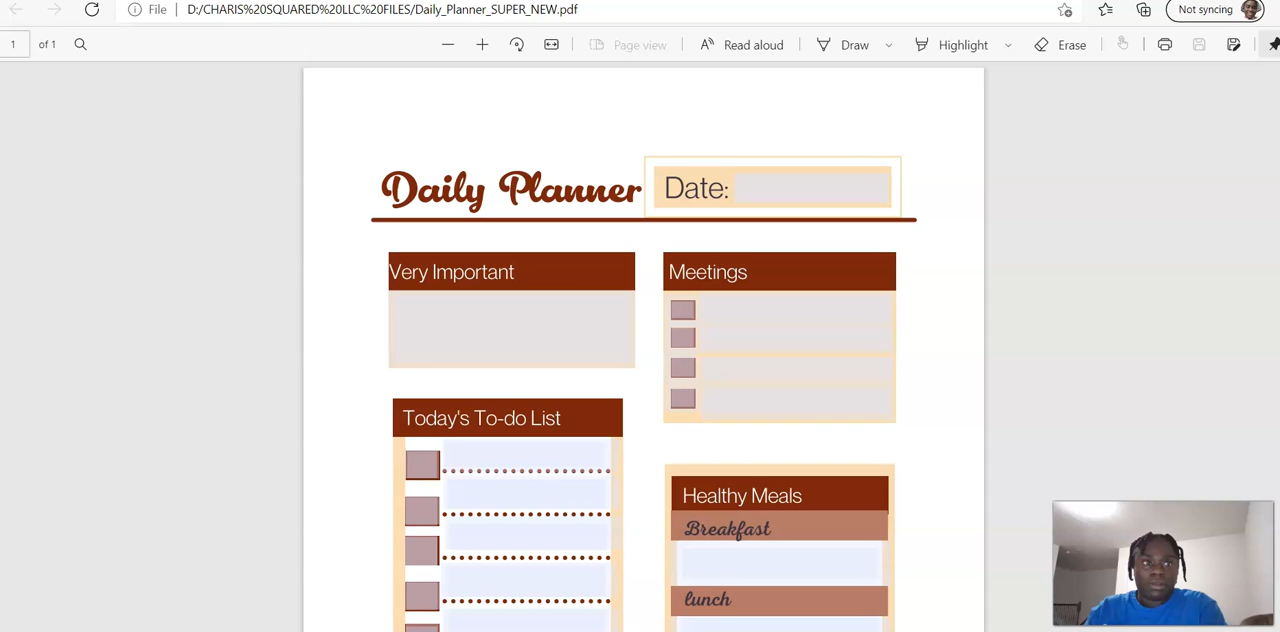 File | D:/CHARIS%20SQUARED%20LLC%20FILES/Daily_Planner_SUPER_NEW.pdf Not syncing
1 of 1 Page view Read aloud Draw Highlight Erase
Daily Planner Date:
Very Important
Meetings
Today's To-do List
Healthy Meals
Breakfast
lunch